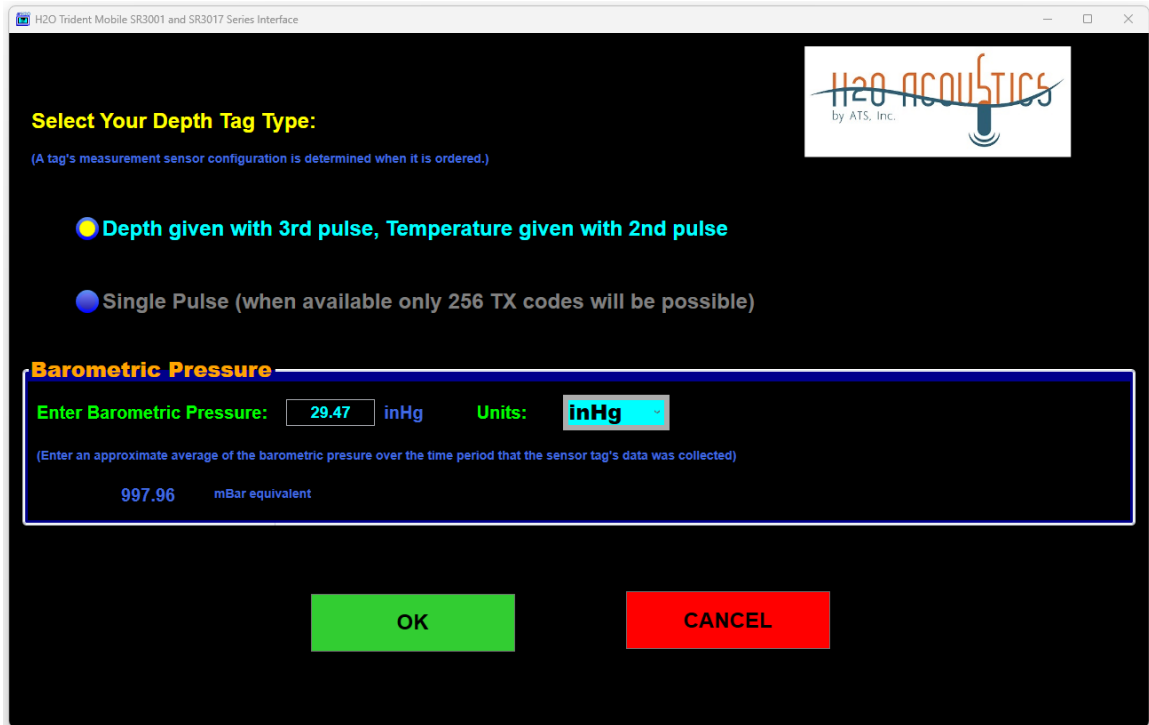 H2O Trident Mobile SR3001 and SR3017 Series Interface
H2O ACOUSTICS
by ATS, Inc.
Select Your Depth Tag Type:
(A tag's measurement sensor configuration is determined when it is ordered.)
Depth given with 3rd pulse, Temperature given with 2nd pulse
Single Pulse (when available only 256 TX codes will be possible)
Barometric Pressure
Enter Barometric Pressure: 29.47 inHg Units: inHg
(Enter an approximate average of the barometric presure over the time period that the sensor tag's data was collected)
997.96 mBar equivalent
OK CANCEL